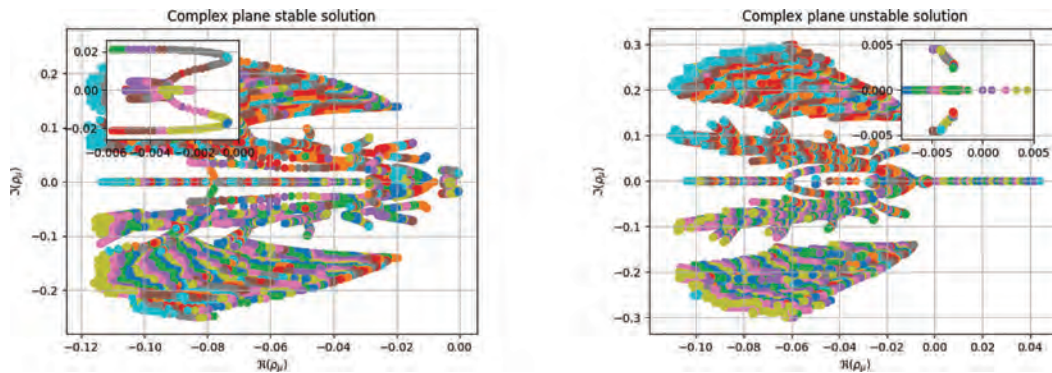 Complex plane stable solution
0.2
0.1
0.0
−0.1
−0.2
ℑ(ρμ)
0.02
0.00
−0.02
−0.006 −0.004 −0.002 0.000
−0.12 −0.10 −0.08 −0.06 −0.04 −0.02 0.00
ℜ(ρμ)
Complex plane unstable solution
0.3
0.2
0.1
0.0
−0.1
−0.2
−0.3
ℑ(ρμ)
0.005
0.000
−0.005
−0.005 0.000 0.005
−0.10 −0.08 −0.06 −0.04 −0.02 0.00 0.02 0.04
ℜ(ρμ)